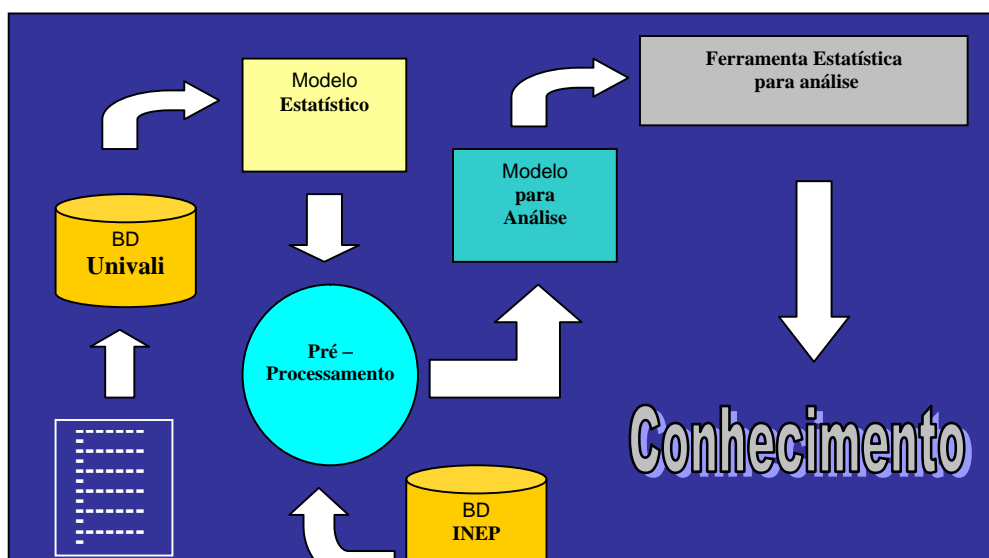 Modelo
Estatístico
Ferramenta Estatística
para análise
Modelo
para
Análise
BD
Univali
Pré –
Processamento
Conhecimento
BD
INEP